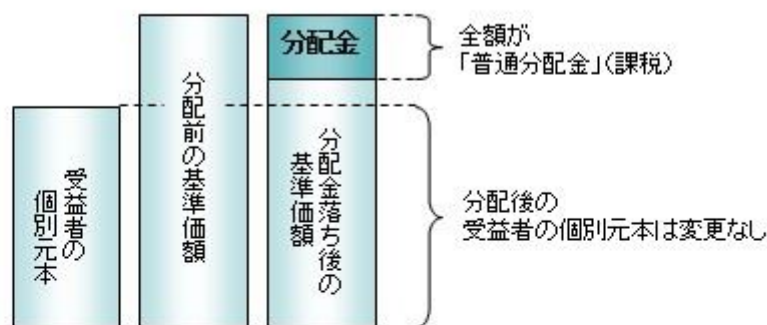 受益者の
個別元本
分配前の基準価額
分配金
分配金落ち後の
基準価額
全額が
「普通分配金」(課税)
分配後の
受益者の個別元本は変更なし